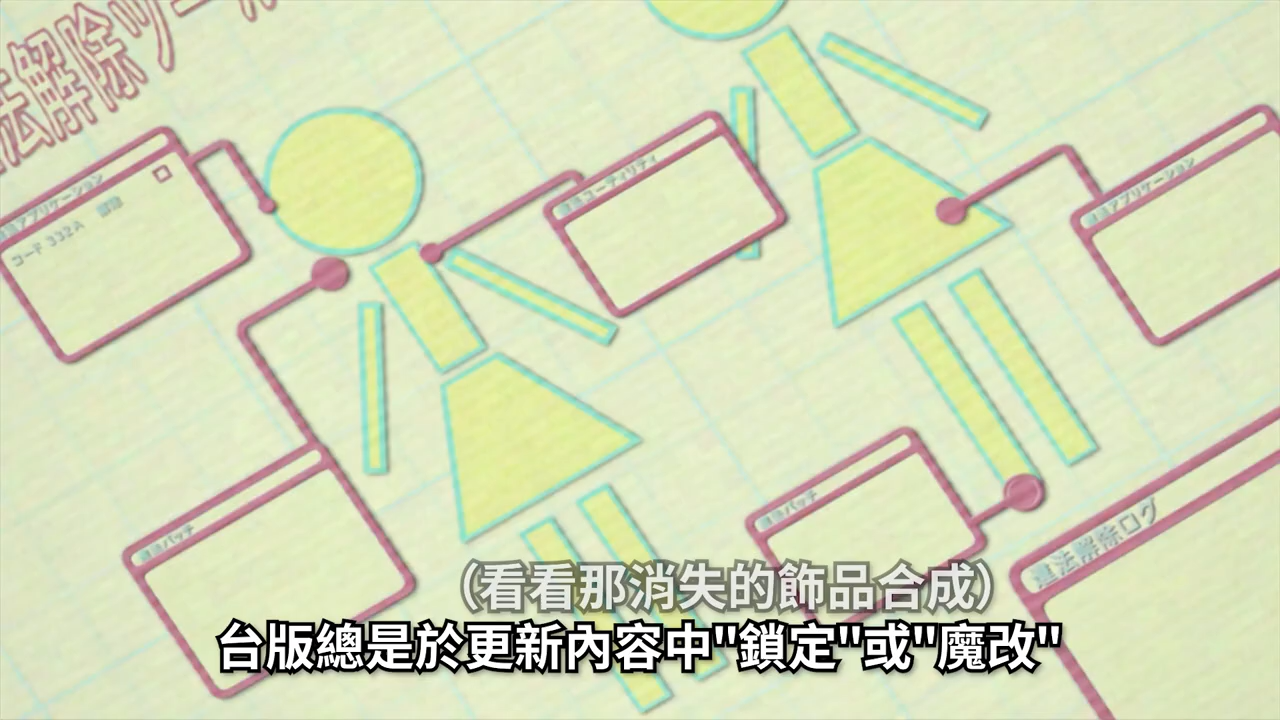 法解除ツール
違法アプリケーション
コード 332A 解除
違法ユーティリティ
違法アプリケーション
違法パッチ
違法パッチ
違法解除ログ
(看看那消失的飾品合成)
台版總是於更新內容中"鎖定"或"魔改"